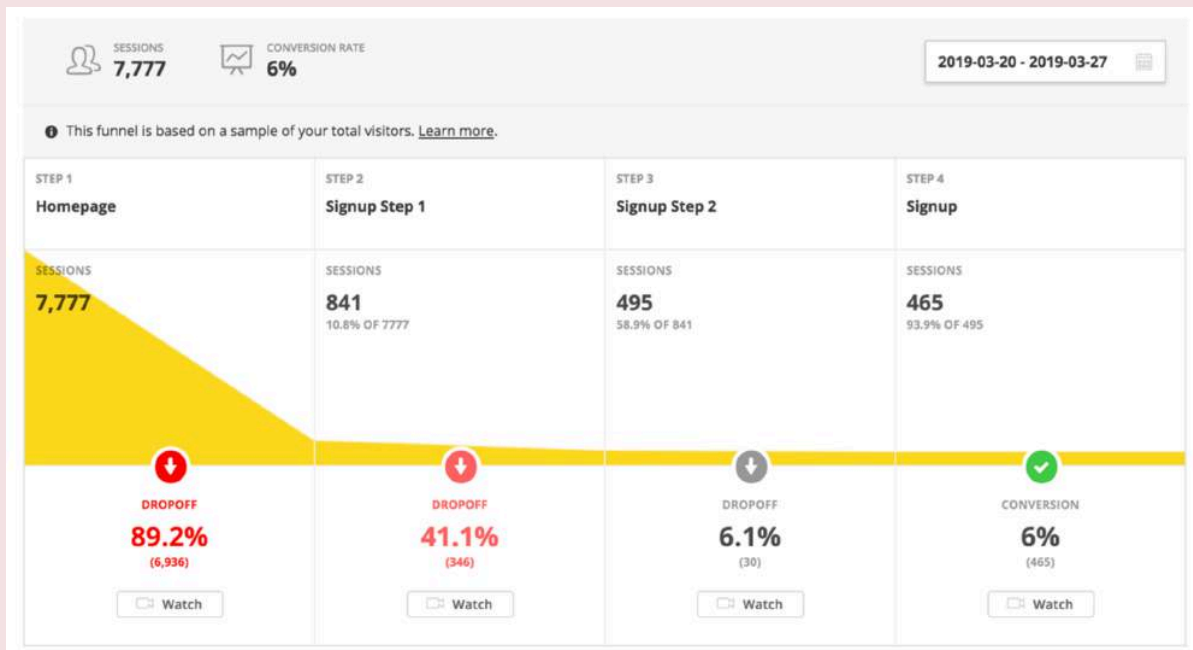 SESSIONS
7,777
CONVERSION RATE
6%
2019-03-20 - 2019-03-27
This funnel is based on a sample of your total visitors. Learn more.
STEP 1
Homepage
STEP 2
Signup Step 1
STEP 3
Signup Step 2
STEP 4
Signup
SESSIONS
7,777
SESSIONS
841
10.8% OF 7777
SESSIONS
495
58.9% OF 841
SESSIONS
465
93.9% OF 495
DROPOFF
89.2%
(6,936)
Watch
DROPOFF
41.1%
(346)
Watch
DROPOFF
6.1%
(30)
Watch
CONVERSION
6%
(465)
Watch